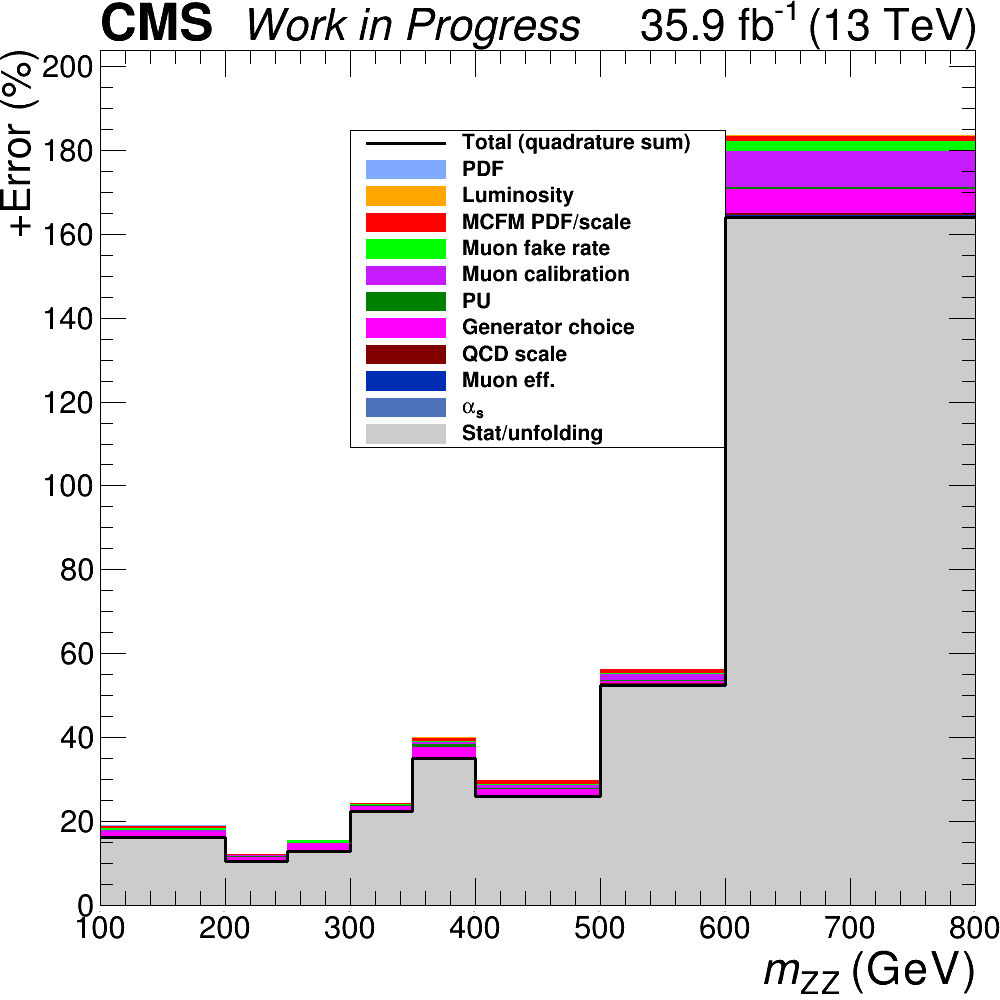 CMS Work in Progress 35.9 fb-1 (13 TeV)
+Error (%)
200
180
160
140
120
100
80
60
40
20
0
Total (quadrature sum)
PDF
Luminosity
MCFM PDF/scale
Muon fake rate
Muon calibration
PU
Generator choice
QCD scale
Muon eff.
αs
Stat/unfolding
100 200 300 400 500 600 700 800
mZZ (GeV)